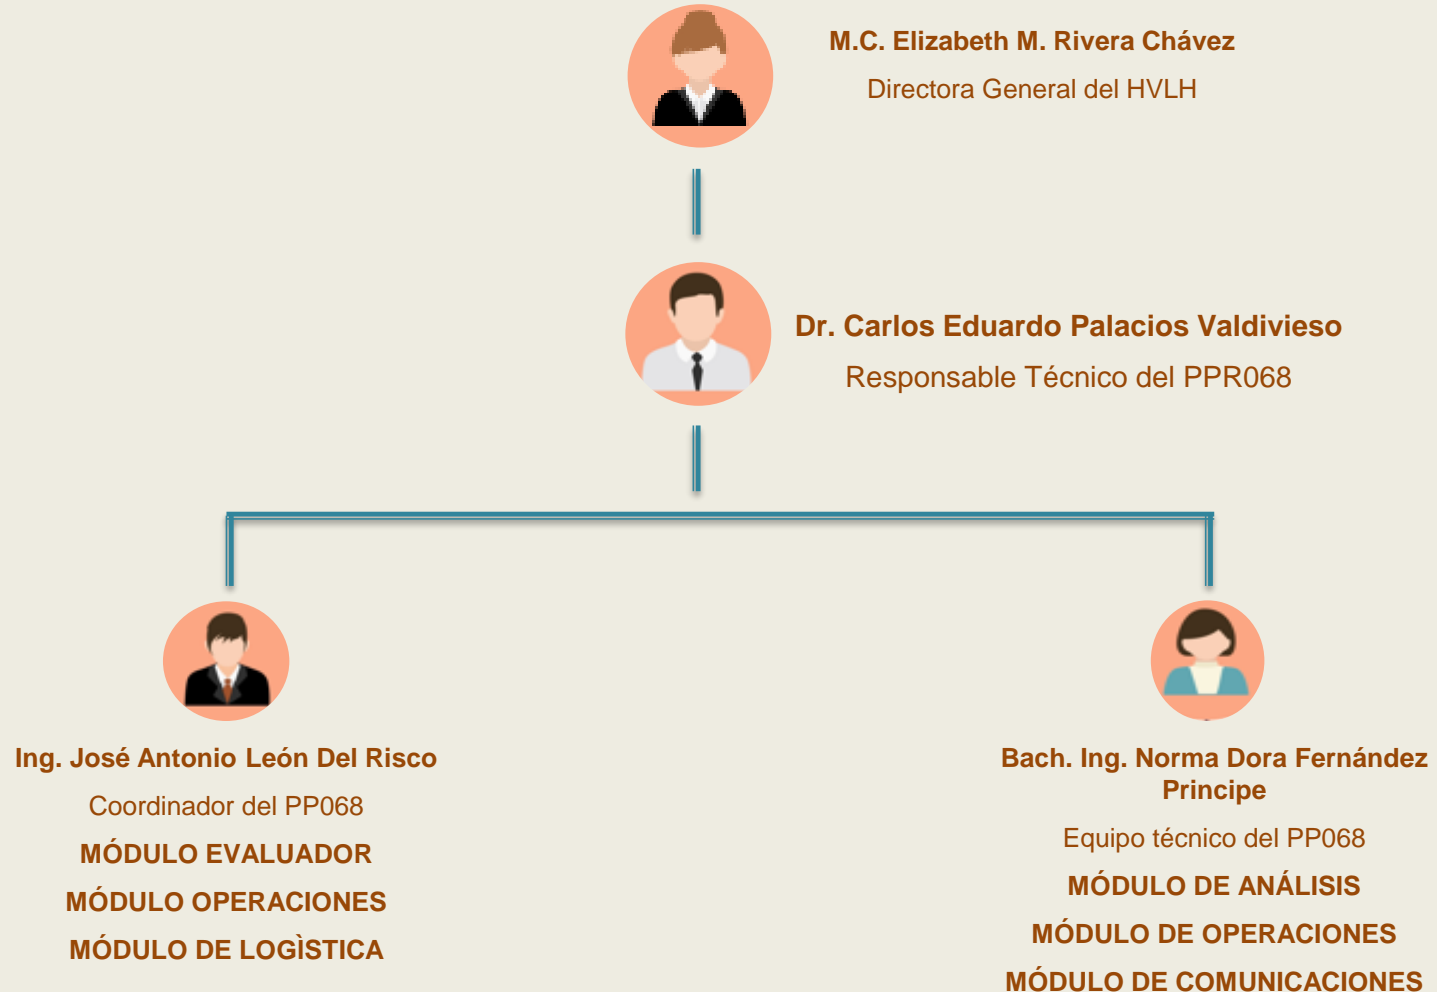 M.C. Elizabeth M. Rivera Chávez
Directora General del HVLH
Dr. Carlos Eduardo Palacios Valdivieso
Responsable Técnico del PPR068
Ing. José Antonio León Del Risco
Coordinador del PP068
MÓDULO EVALUADOR
MÓDULO OPERACIONES
MÓDULO DE LOGÌSTICA
Bach. Ing. Norma Dora Fernández
Principe
Equipo técnico del PP068
MÓDULO DE ANÁLISIS
MÓDULO DE OPERACIONES
MÓDULO DE COMUNICACIONES